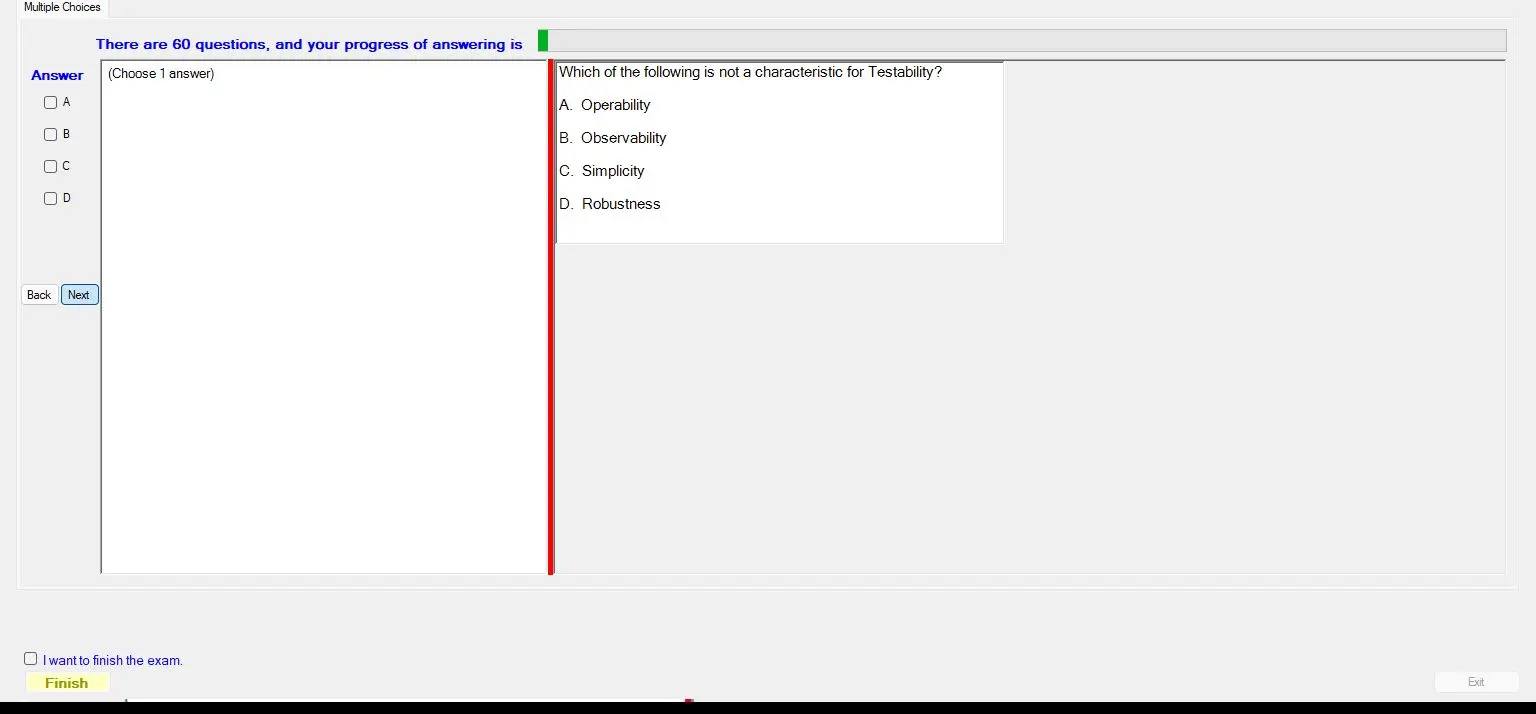 Multiple Choices
There are 60 questions, and your progress of answering is
Answer
(Choose 1 answer)
A
B
C
D
Back
Next
Which of the following is not a characteristic for Testability?
A. Operability
B. Observability
C. Simplicity
D. Robustness
I want to finish the exam.
Finish
Exit